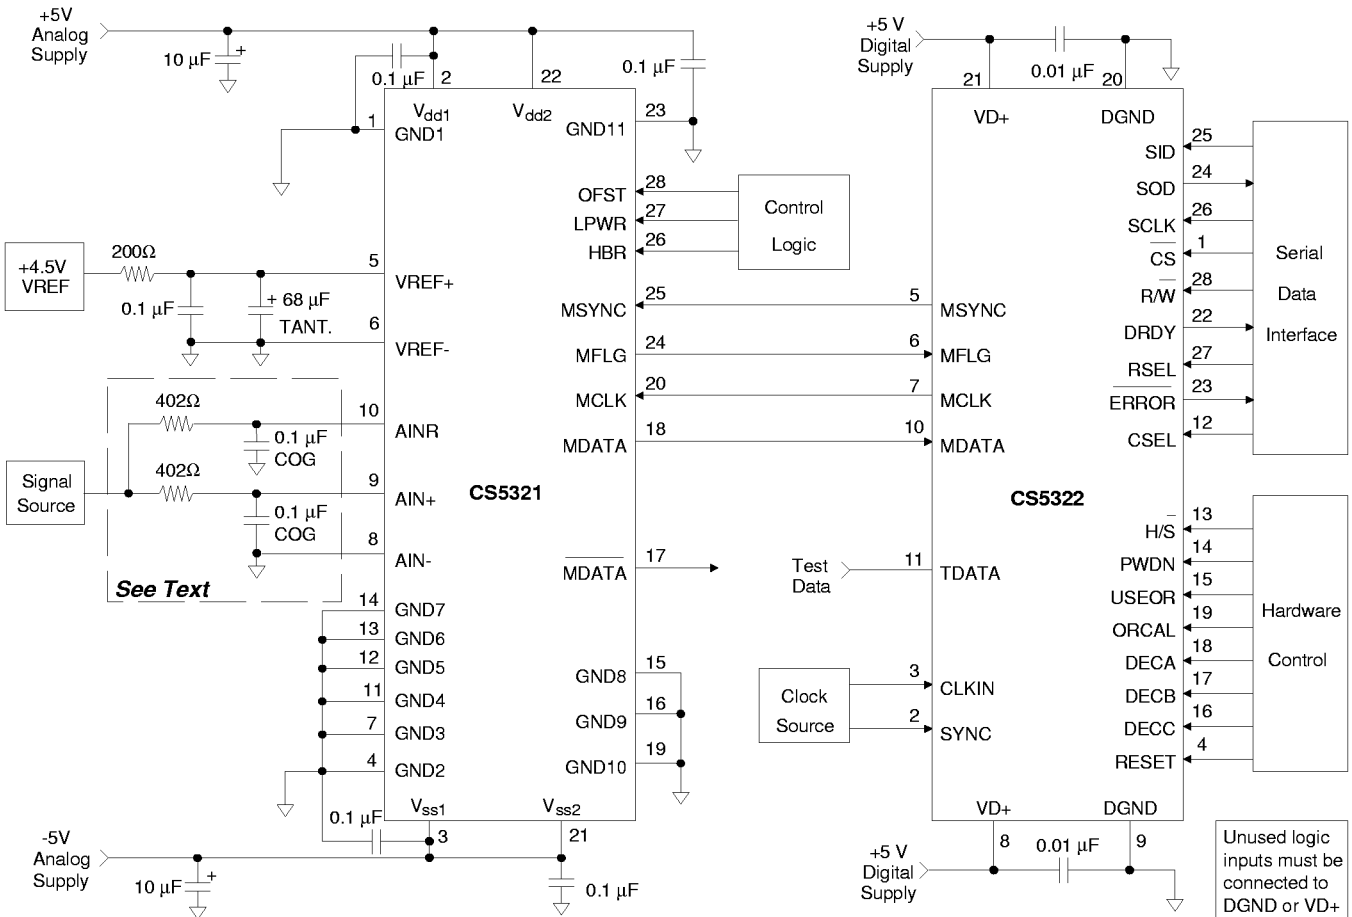 +5V
Analog
Supply
10 µF
+
0.1 µF
2
22
0.1 µF
+5 V
Digital
Supply
21
0.01 µF
20
1
Vdd1
GND1
Vdd2
GND11
23
VD+
DGND
OFST
28
LPWR
27
HBR
26
Control
Logic
SID
25
SOD
24
SCLK
26
CS
1
R/W
28
DRDY
22
RSEL
27
ERROR
23
CSEL
12
Serial
Data
Interface
+4.5V
VREF
200Ω
5
VREF+
0.1 µF
+ 68 µF
TANT.
6
VREF-
MSYNC
25
5
MSYNC
MFLG
24
6
MFLG
MCLK
20
7
MCLK
MDATA
18
10
MDATA
402Ω
10
AINR
0.1 µF
COG
Signal
Source
402Ω
9
AIN+
0.1 µF
COG
8
AIN-
See Text
CS5321
CS5322
MDATA
17
Test
Data
11
TDATA
H/S
13
PWDN
14
USEOR
15
ORCAL
19
DECA
18
DECB
17
DECC
16
RESET
4
Hardware
Control
14
GND7
13
GND6
12
GND5
11
GND4
7
GND3
4
GND2
GND8
15
GND9
16
GND10
19
Clock
Source
3
CLKIN
2
SYNC
Vss1
Vss2
0.1 µF
3
21
-5V
Analog
Supply
10 µF
+
0.1 µF
VD+
DGND
8
9
+5 V
Digital
Supply
0.01 µF
Unused logic
inputs must be
connected to
DGND or VD+